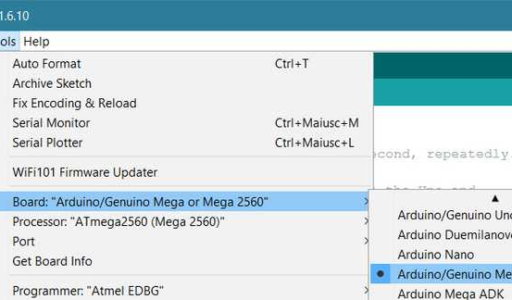 1.6.10
ols Help
Auto Format Ctrl+T
Archive Sketch
Fix Encoding & Reload
Serial Monitor Ctrl+Maiusc+M
Serial Plotter Ctrl+Maiusc+L
cond, repeatedly.
WiFi101 Firmware Updater
the Uno and
Board: "Arduino/Genuino Mega or Mega 2560"
Processor: "ATmega2560 (Mega 2560)"
Port
Get Board Info
Programmer: "Atmel EDBG"
Arduino/Genuino Uno
Arduino Duemilanove
Arduino Nano
Arduino/Genuino Me
Arduino Mega ADK